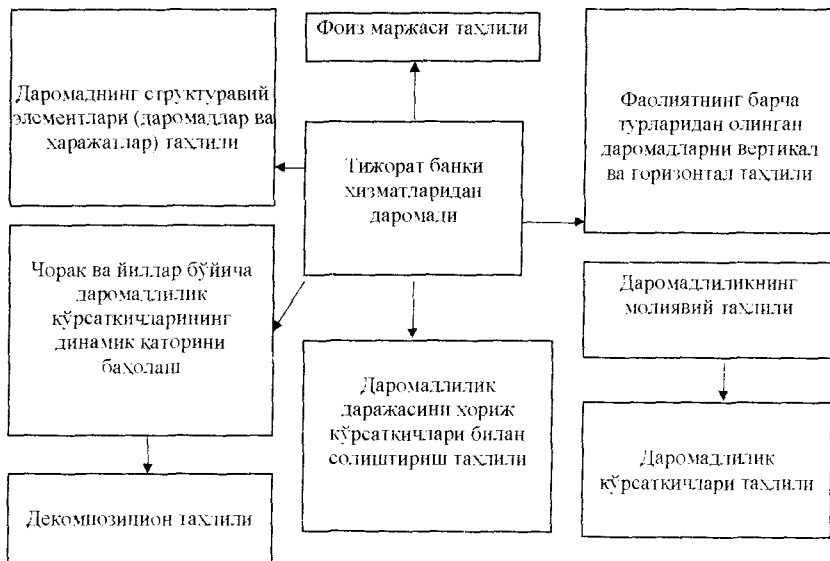 Фоиз маржаси таҳлили
Даромаднинг структуравий
элементлари (даромадлар ва
харажатлар) таҳлили
Тижорат банки
хизматларидан
даромади
Фаолиятнинг барча
турларидан олинган
даромадларни вертикал
ва горизонтал таҳлили
Чорак ва йиллар бўйича
даромадлилик
кўрсаткичларининг
динамик қаторини
баҳолаш
Даромадлиликнинг
молиявий таҳлили
Даромадлилик
даражасини хориж
кўрсаткичлари билан
солиштириш таҳлили
Даромадлилик
кўрсаткичлари таҳлили
Декомпозицион таҳлили